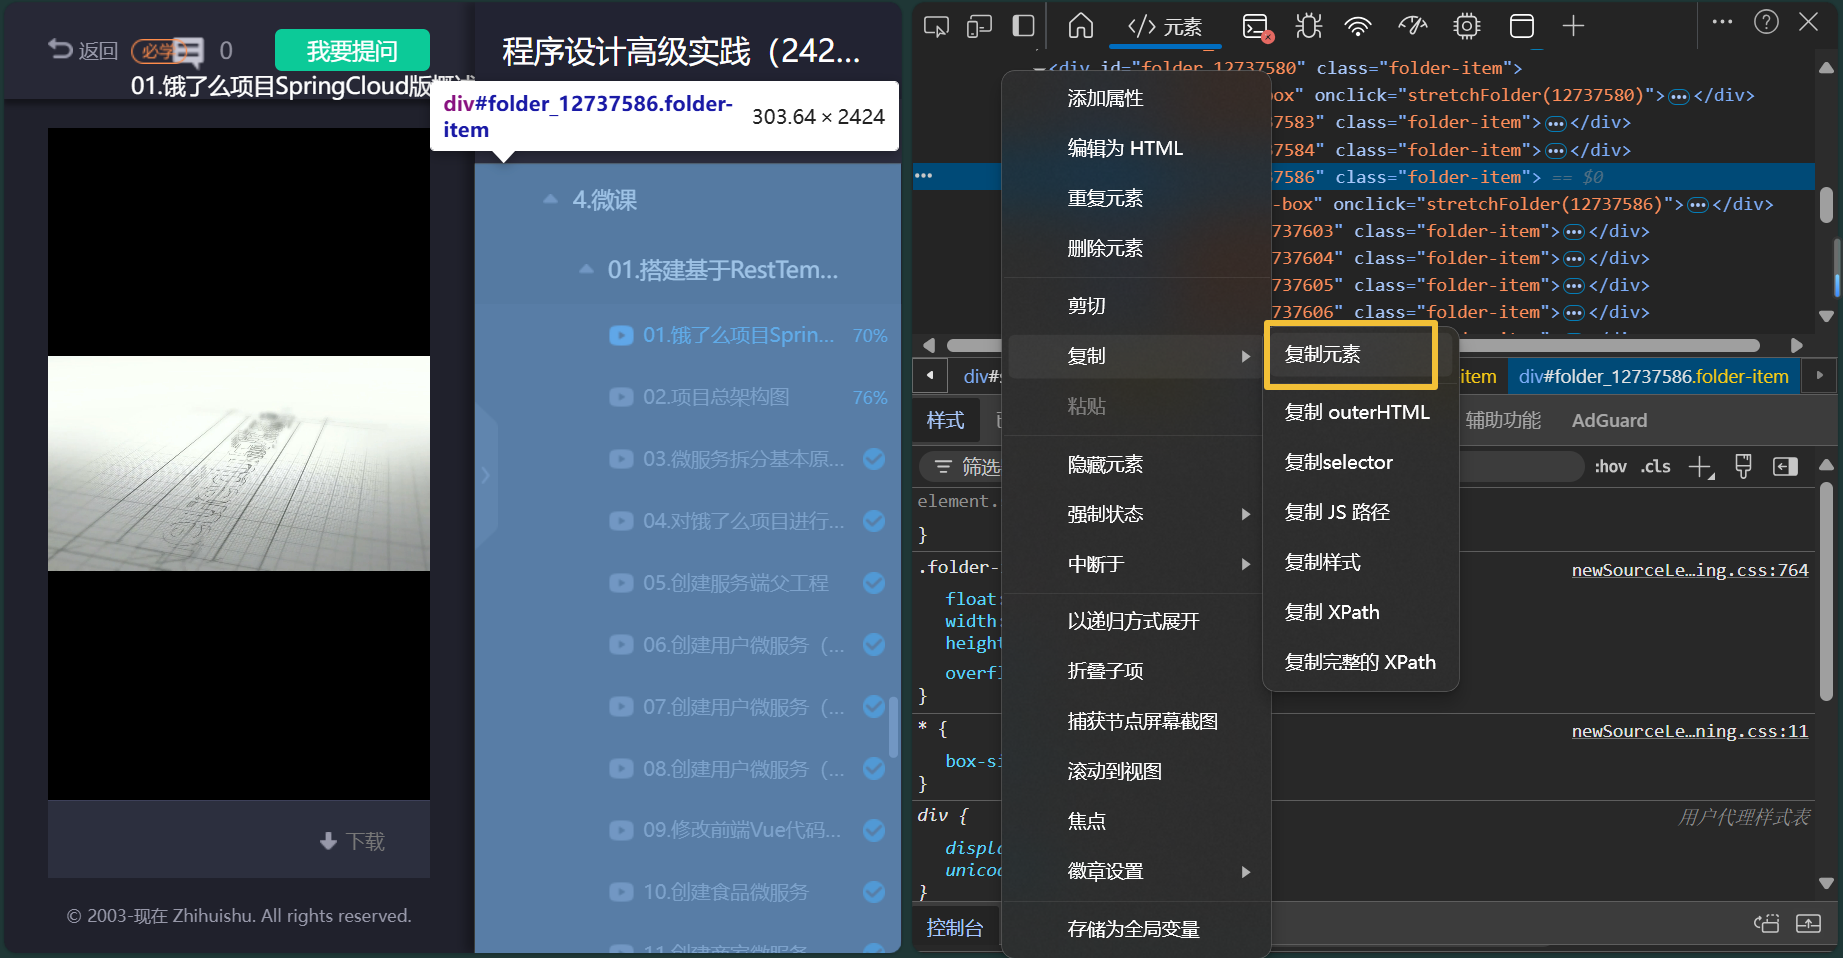 返回
必学
0
我要提问
01.饿了么项目SpringCloud版概述
程序设计高级实践（242...
div#folder_12737586.folder-item
303.64 × 2424
4.微课
01.搭建基于RestTem...
01.饿了么项目Sprin...
70%
02.项目总架构图
76%
03.微服务拆分基本原...
04.对饿了么项目进行...
05.创建服务端父工程
06.创建用户微服务（...
07.创建用户微服务（...
08.创建用户微服务（...
09.修改前端Vue代码...
10.创建食品微服务
11.创建商家微服务
下载
© 2003-现在 Zhihuishu. All rights reserved.
</> 元素
<div id="folder_12737580" class="folder-item">
box" onclick="stretchFolder(12737580)">…</div>
37583" class="folder-item">…</div>
37584" class="folder-item">…</div>
37586" class="folder-item"> == $0
-box" onclick="stretchFolder(12737586)">…</div>
737603" class="folder-item">…</div>
737604" class="folder-item">…</div>
737605" class="folder-item">…</div>
737606" class="folder-item">…</div>
div#
item
div#folder_12737586.folder-item
样式
辅助功能
AdGuard
筛选
:hov
.cls
element.
}
.folder-
newSourceLe…ing.css:764
float:
width:
height
overfl
}
* {
newSourceLe…ning.css:11
box-si
}
div {
用户代理样式表
displa
unicod
}
控制台
添加属性
编辑为 HTML
重复元素
删除元素
剪切
复制
粘贴
隐藏元素
强制状态
中断于
以递归方式展开
折叠子项
捕获节点屏幕截图
滚动到视图
焦点
徽章设置
存储为全局变量
复制元素
复制 outerHTML
复制selector
复制 JS 路径
复制样式
复制 XPath
复制完整的 XPath